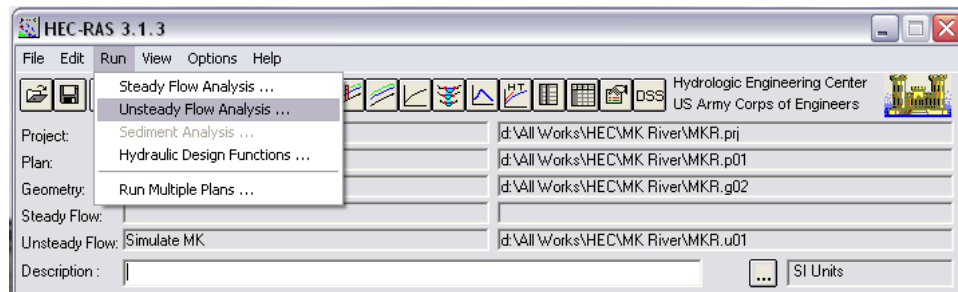 HEC-RAS 3.1.3
File Edit Run View Options Help
Steady Flow Analysis ...
Unsteady Flow Analysis ...
Sediment Analysis ...
Hydraulic Design Functions ...
Run Multiple Plans ...
HT
DSS
Hydrologic Engineering Center
US Army Corps of Engineers
Project: d:\All Works\HEC\MK River\MKR.prj
Plan: d:\All Works\HEC\MK River\MKR.p01
Geometry: d:\All Works\HEC\MK River\MKR.g02
Steady Flow:
Unsteady Flow: Simulate MK d:\All Works\HEC\MK River\MKR.u01
Description : ... SI Units